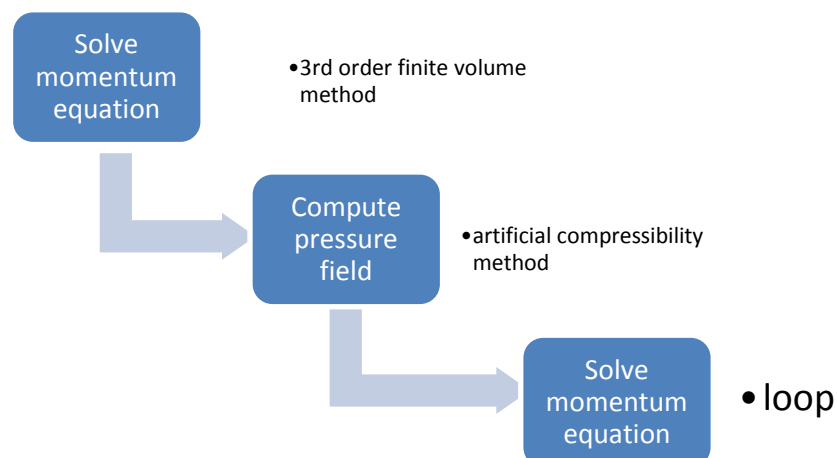 Solve
momentum
equation
•3rd order finite volume
method
Compute
pressure
field
•artificial compressibility
method
Solve
momentum
equation
•loop